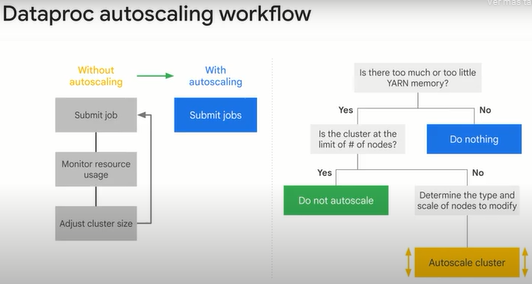 Dataproc autoscaling workflow
Without
autoscaling
With
autoscaling
Submit job
Submit jobs
Monitor resource
usage
Adjust cluster size
Is there too much or too little
YARN memory?
Yes
No
Is the cluster at the
limit of # of nodes?
Do nothing
Yes
No
Do not autoscale
Determine the type and
scale of nodes to modify
Autoscale cluster